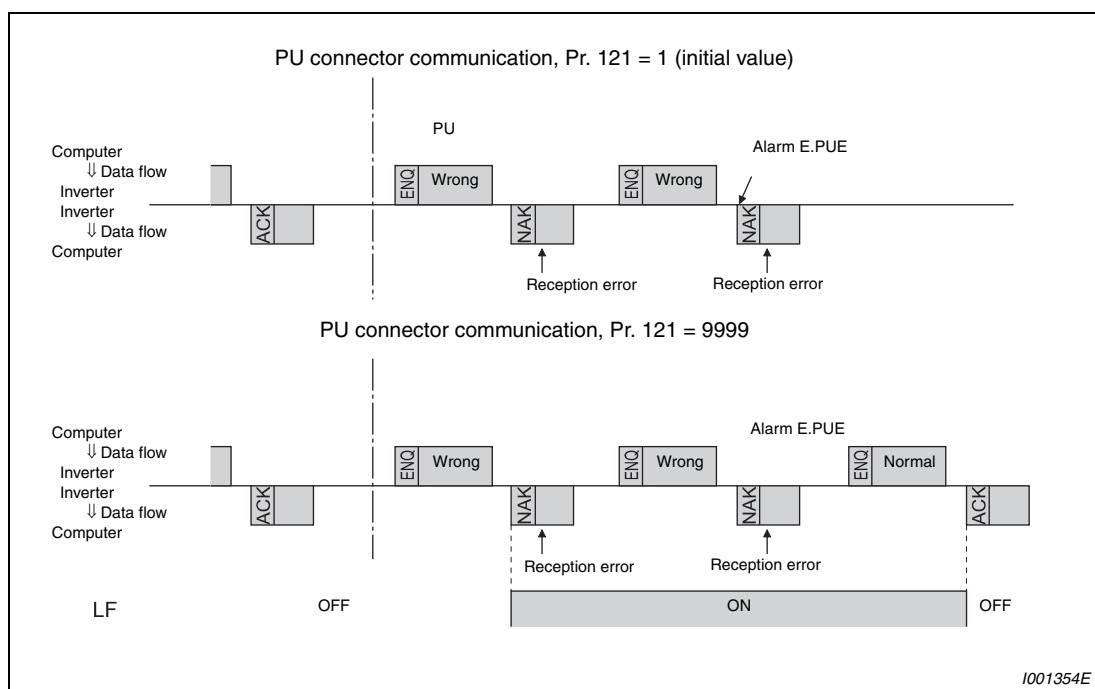 PU connector communication, Pr. 121 = 1 (initial value)
PU
Alarm E.PUE
Computer
⇓ Data flow
Inverter
Inverter
⇓ Data flow
Computer
ENQ Wrong ENQ Wrong
ACK NAK NAK
Reception error Reception error
PU connector communication, Pr. 121 = 9999
Alarm E.PUE
Computer
⇓ Data flow
Inverter
Inverter
⇓ Data flow
Computer
ENQ Wrong ENQ Wrong ENQ Normal
ACK NAK NAK ACK
Reception error Reception error
LF OFF ON OFF
I001354E